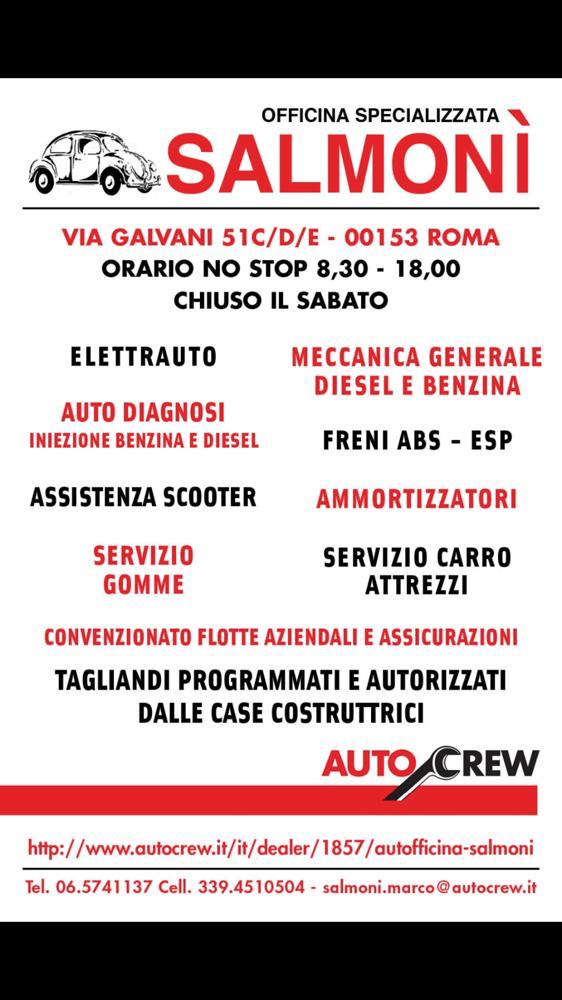 OFFICINA SPECIALIZZATA
SALMONÌ
VIA GALVANI 51C/D/E - 00153 ROMA
ORARIO NO STOP 8,30 - 18,00
CHIUSO IL SABATO
ELETTRAUTO
MECCANICA GENERALE
DIESEL E BENZINA
AUTO DIAGNOSI
INIEZIONE BENZINA E DIESEL
FRENI ABS – ESP
ASSISTENZA SCOOTER
AMMORTIZZATORI
SERVIZIO
GOMME
SERVIZIO CARRO
ATTREZZI
CONVENZIONATO FLOTTE AZIENDALI E ASSICURAZIONI
TAGLIANDI PROGRAMMATI E AUTORIZZATI
DALLE CASE COSTRUTTRICI
AUTO CREW
http://www.autocrew.it/it/dealer/1857/autofficina-salmoni
Tel. 06.5741137 Cell. 339.4510504 - salmoni.marco@autocrew.it